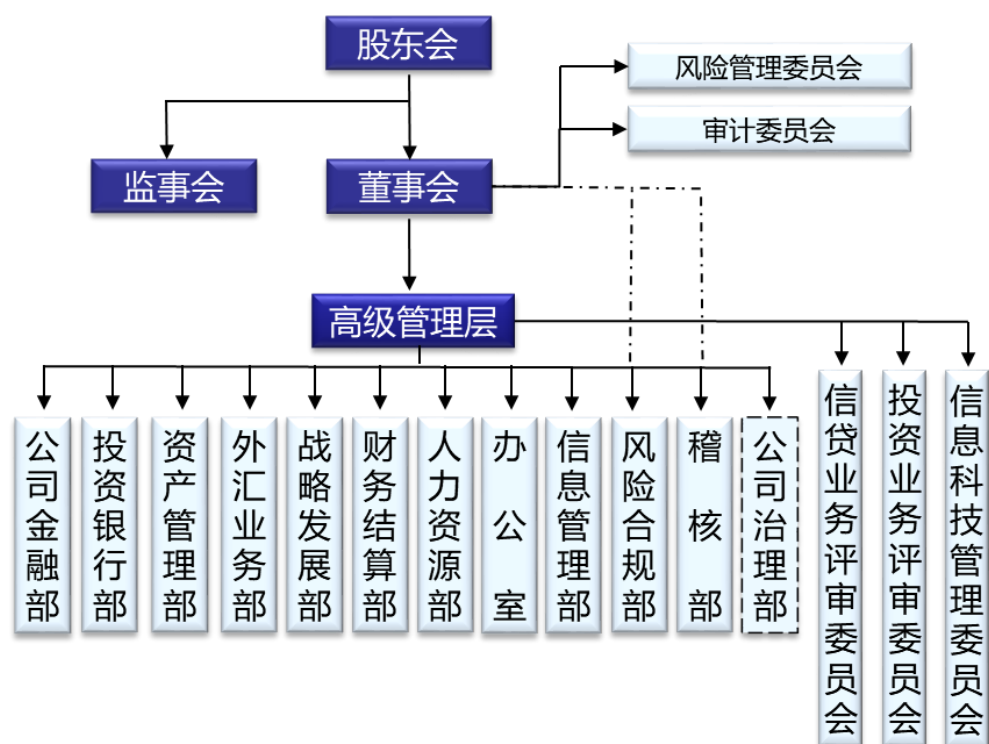 股东会
风险管理委员会
审计委员会
监事会
董事会
高级管理层
公司金融部
投资银行部
资产管理部
外汇业务部
战略发展部
财务结算部
人力资源部
办公室
信息管理部
风险合规部
稽核部
公司治理部
信贷业务评审委员会
投资业务评审委员会
信息科技管理委员会